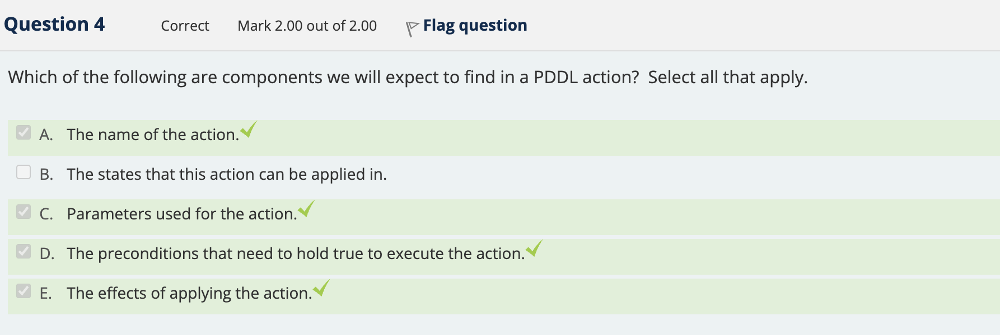 Question 4 Correct Mark 2.00 out of 2.00 Flag question
Which of the following are components we will expect to find in a PDDL action? Select all that apply.
A. The name of the action.
B. The states that this action can be applied in.
C. Parameters used for the action.
D. The preconditions that need to hold true to execute the action.
E. The effects of applying the action.